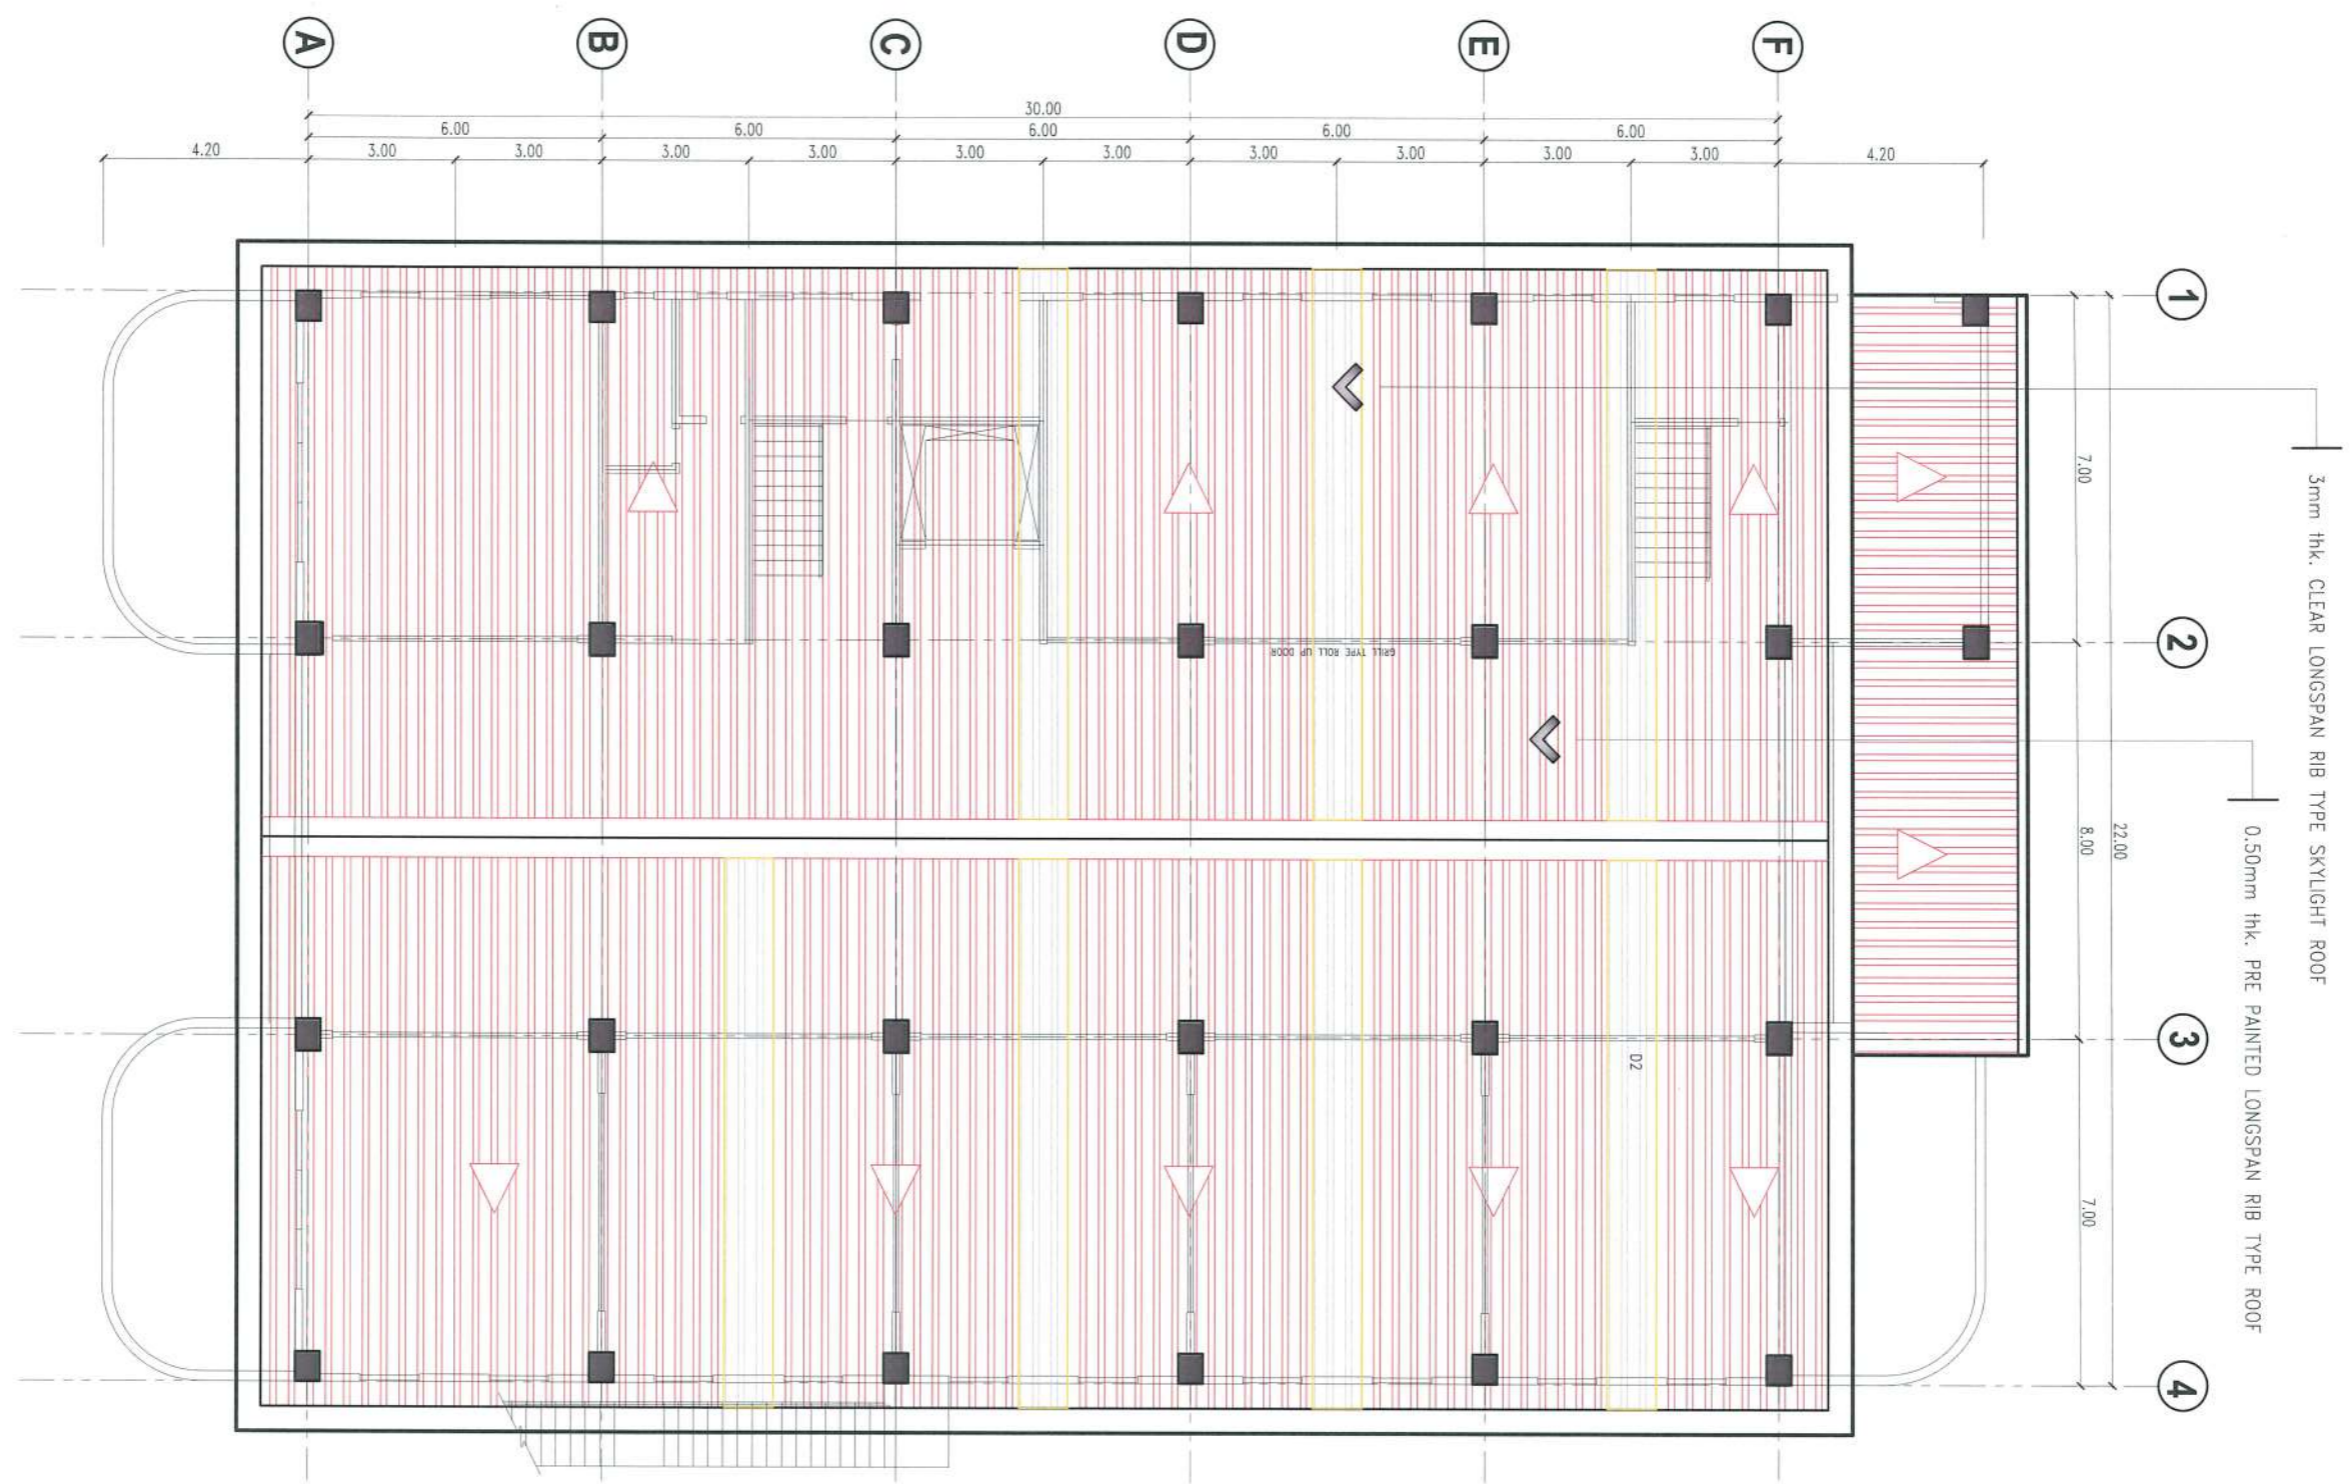 A
B
C
D
E
F
30.00
6.00
6.00
6.00
6.00
6.00
4.20
3.00
3.00
3.00
3.00
3.00
3.00
3.00
3.00
3.00
3.00
4.20
1
2
3
4
7.00
8.00
7.00
22.00
3mm thk. CLEAR LONGSPAN RIB TYPE SKYLIGHT ROOF
0.50mm thk. PRE PAINTED LONGSPAN RIB TYPE ROOF
GRILL TYPE ROLL UP DOOR
D2